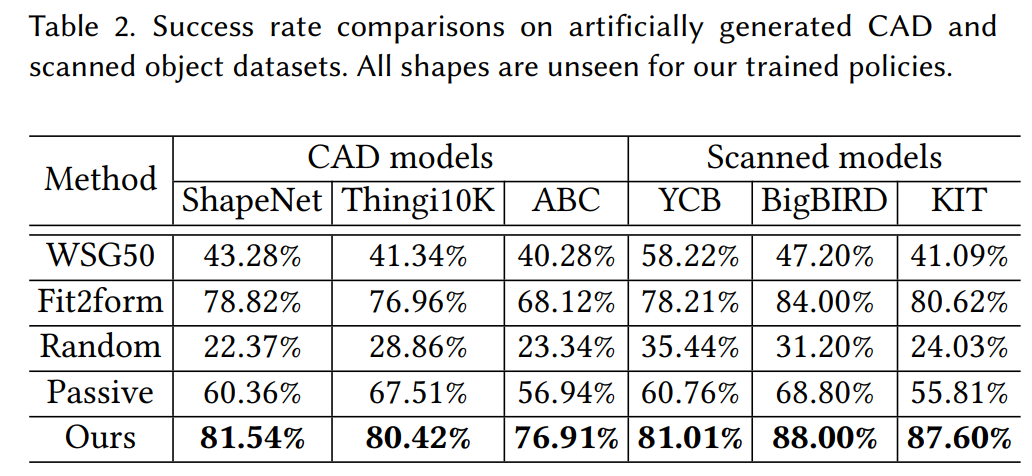 Table 2. Success rate comparisons on artificially generated CAD and
scanned object datasets. All shapes are unseen for our trained policies.
Method CAD models Scanned models
ShapeNet Thingi10K ABC YCB BigBIRD KIT
WSG50 43.28% 41.34% 40.28% 58.22% 47.20% 41.09%
Fit2form 78.82% 76.96% 68.12% 78.21% 84.00% 80.62%
Random 22.37% 28.86% 23.34% 35.44% 31.20% 24.03%
Passive 60.36% 67.51% 56.94% 60.76% 68.80% 55.81%
Ours 81.54% 80.42% 76.91% 81.01% 88.00% 87.60%